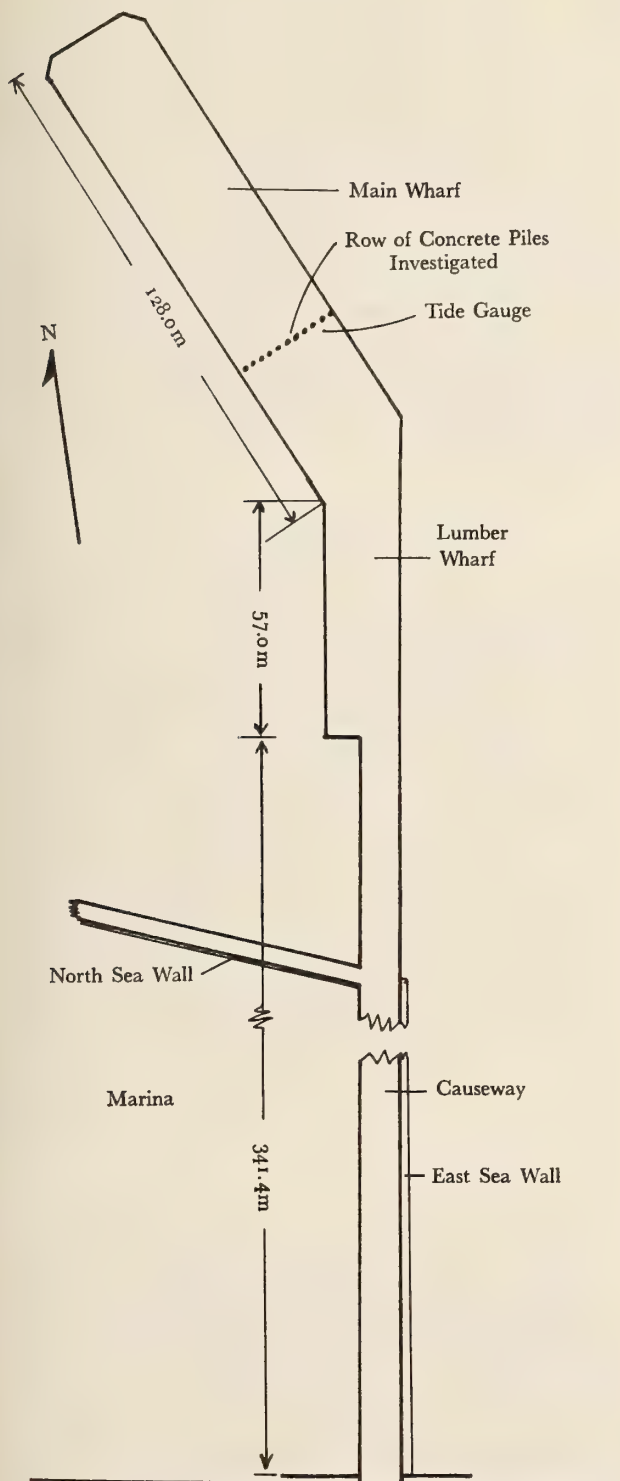 Main Wharf
Row of Concrete Piles
Investigated
Tide Gauge
128.0 m
N
Lumber
Wharf
57.0 m
North Sea Wall
Marina
Causeway
341.4m
East Sea Wall